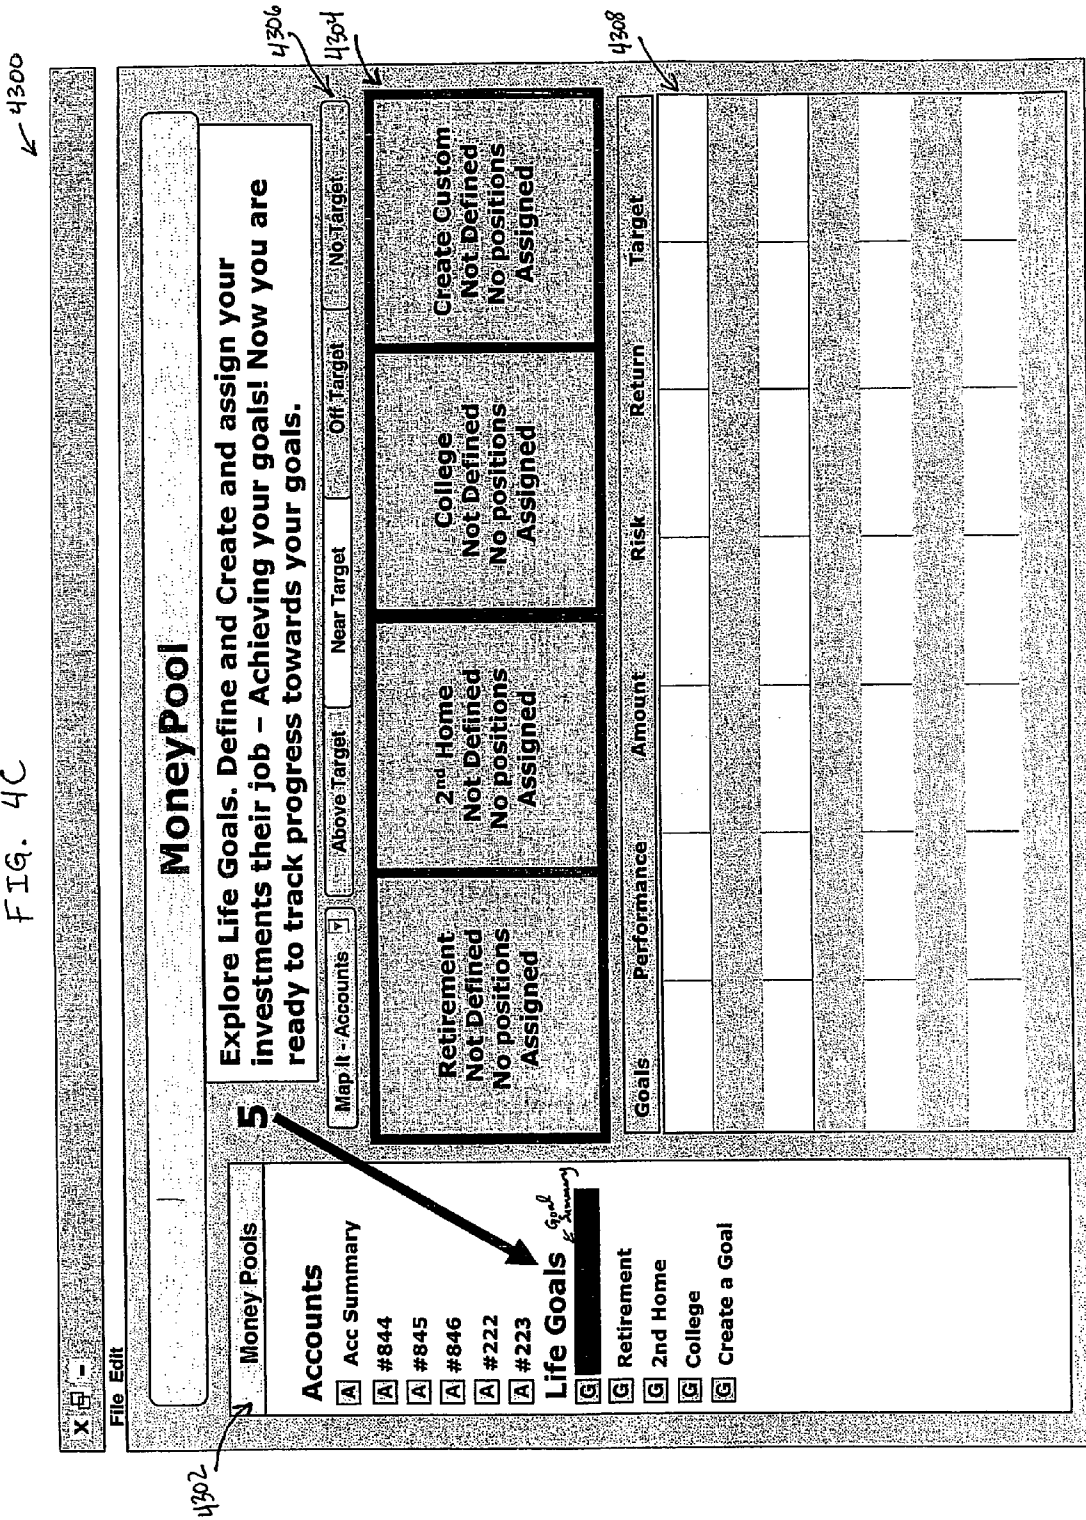 FIG. 4C
4300
X
File Edit
MoneyPool
4302
Money Pools
Accounts
A Acc Summary
A #844
A #845
A #846
A #222
A #223
Life Goals
Goal
Summary
G
G Retirement
G 2nd Home
G College
G Create a Goal
5
Explore Life Goals. Define and Create and assign your
investments their job – Achieving your goals! Now you are
ready to track progress towards your goals.
Map It - Accounts
Above Target
Near Target
Off Target
No Target
4306
4304
Retirement
Not Defined
No positions
Assigned
2nd Home
Not Defined
No positions
Assigned
College
Not Defined
No positions
Assigned
Create Custom
Not Defined
No positions
Assigned
4308
Goals Performance Amount Risk Return Target